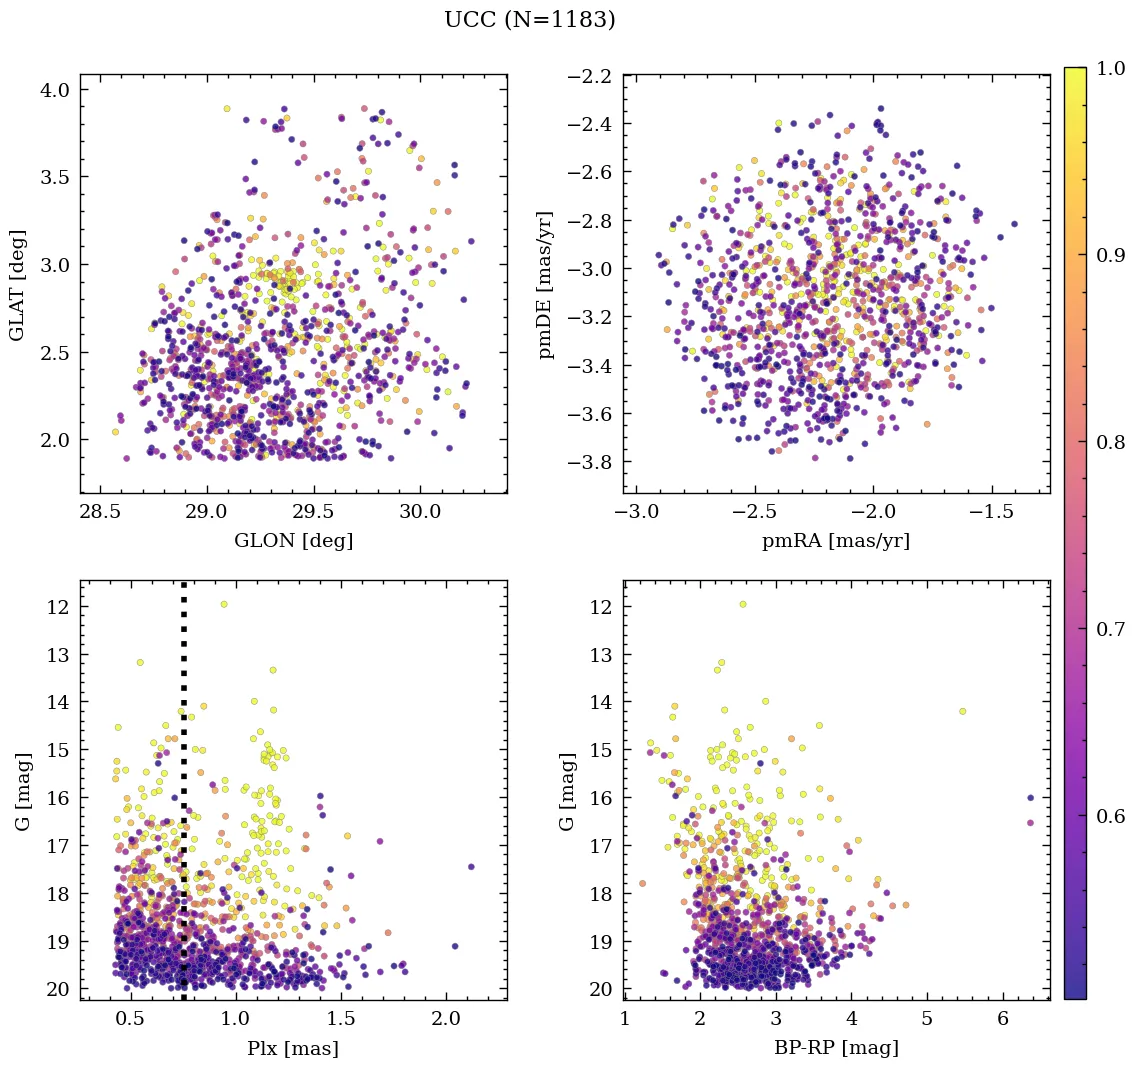 UCC (N=1183)
4.0
3.5
3.0
2.5
2.0
GLAT [deg]
28.5 29.0 29.5 30.0
GLON [deg]
−2.2
−2.4
−2.6
−2.8
−3.0
−3.2
−3.4
−3.6
−3.8
pmDE [mas/yr]
−3.0 −2.5 −2.0 −1.5
pmRA [mas/yr]
12
13
14
15
16
17
18
19
20
G [mag]
0.5 1.0 1.5 2.0
Plx [mas]
12
13
14
15
16
17
18
19
20
G [mag]
1 2 3 4 5 6
BP-RP [mag]
1.0
0.9
0.8
0.7
0.6